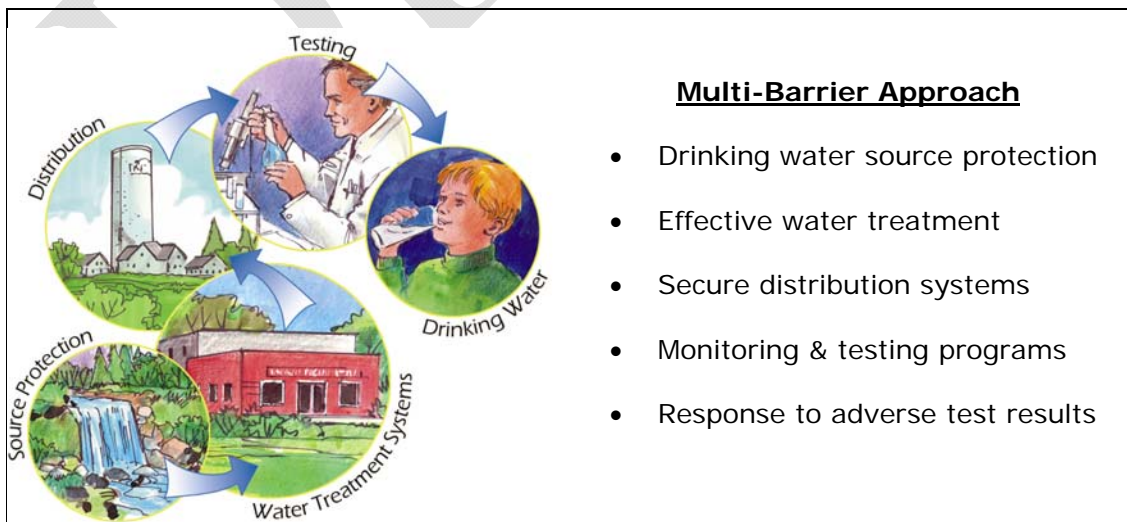 Testing
Distribution
Drinking Water
Source Protection
Water Treatment Systems
Multi-Barrier Approach
• Drinking water source protection
• Effective water treatment
• Secure distribution systems
• Monitoring & testing programs
• Response to adverse test results